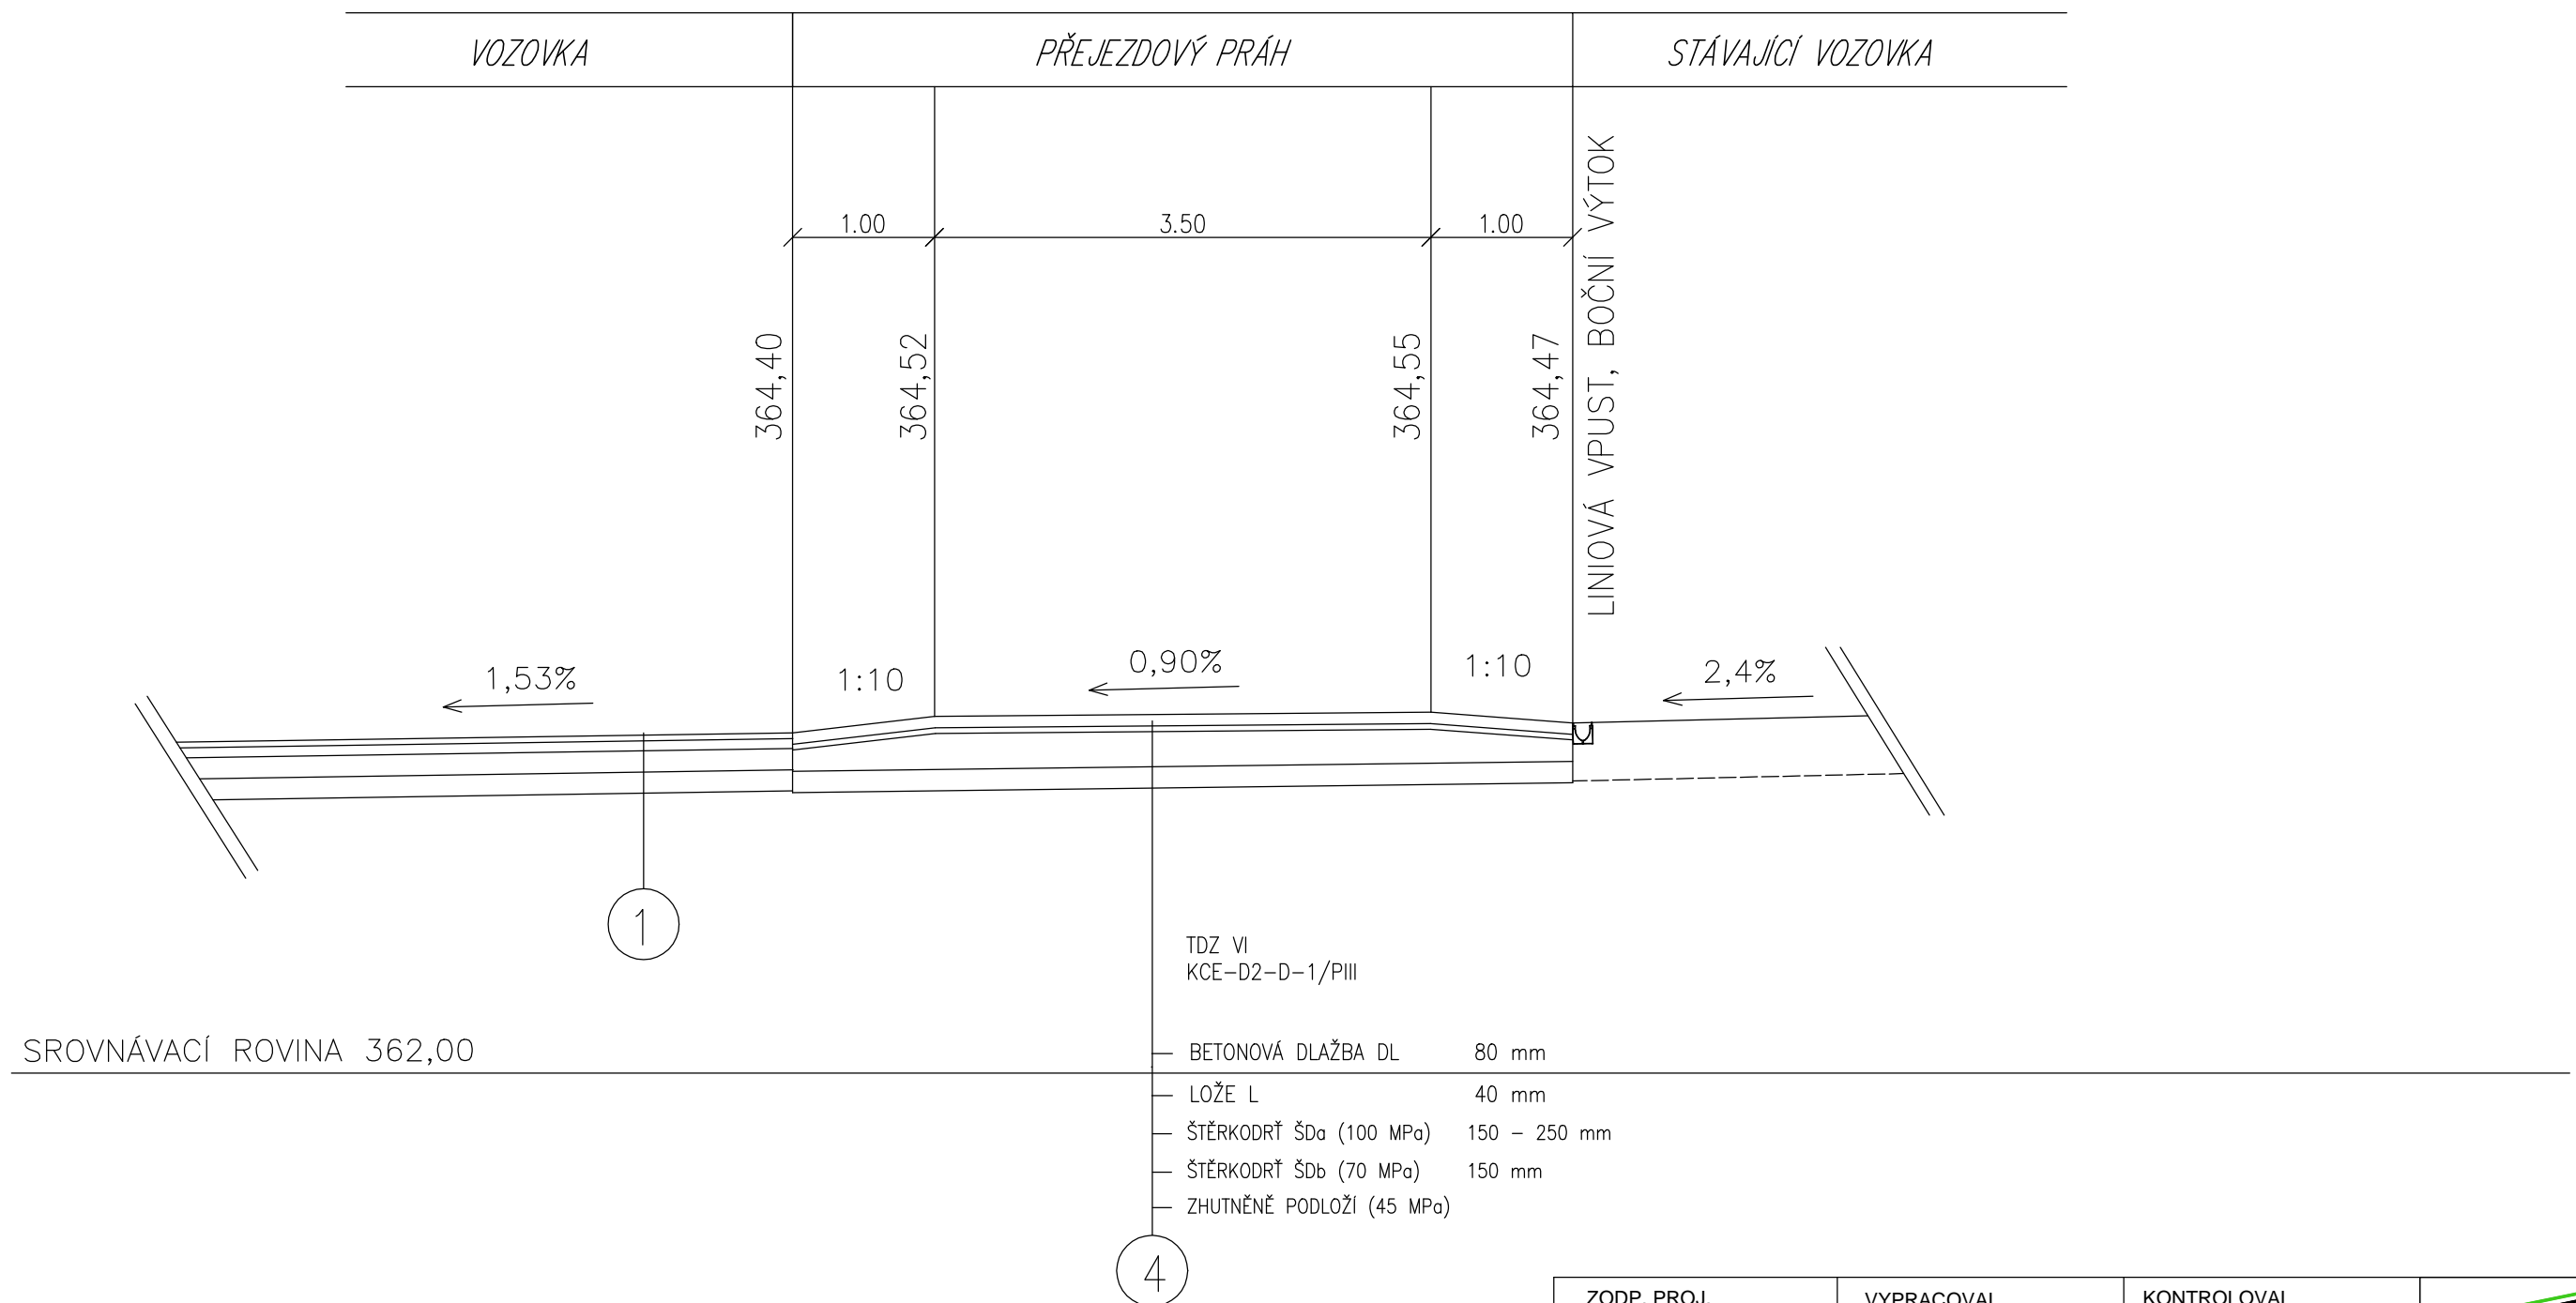 VOZOVKA PŘEJEZDOVÝ PRÁH STÁVAJÍCÍ VOZOVKA
1.00 3.50 1.00
364,40 364,52 364,55 364,47 LINIOVÁ VPUST, BOČNÍ VÝTOK
1,53% 1:10 0,90% 1:10 2,4%
1
TDZ VI
KCE-D2-D-1/PIII
SROVNÁVACÍ ROVINA 362,00
BETONOVÁ DLAŽBA DL 80 mm
LOŽE L 40 mm
ŠTĚRKODRŤ ŠDa (100 MPa) 150 - 250 mm
ŠTĚRKODRŤ ŠDb (70 MPa) 150 mm
ZHUTNĚNĚ PODLOŽÍ (45 MPa)
4
ZODP. PROJ. VYPRACOVAL KONTROLOVAL